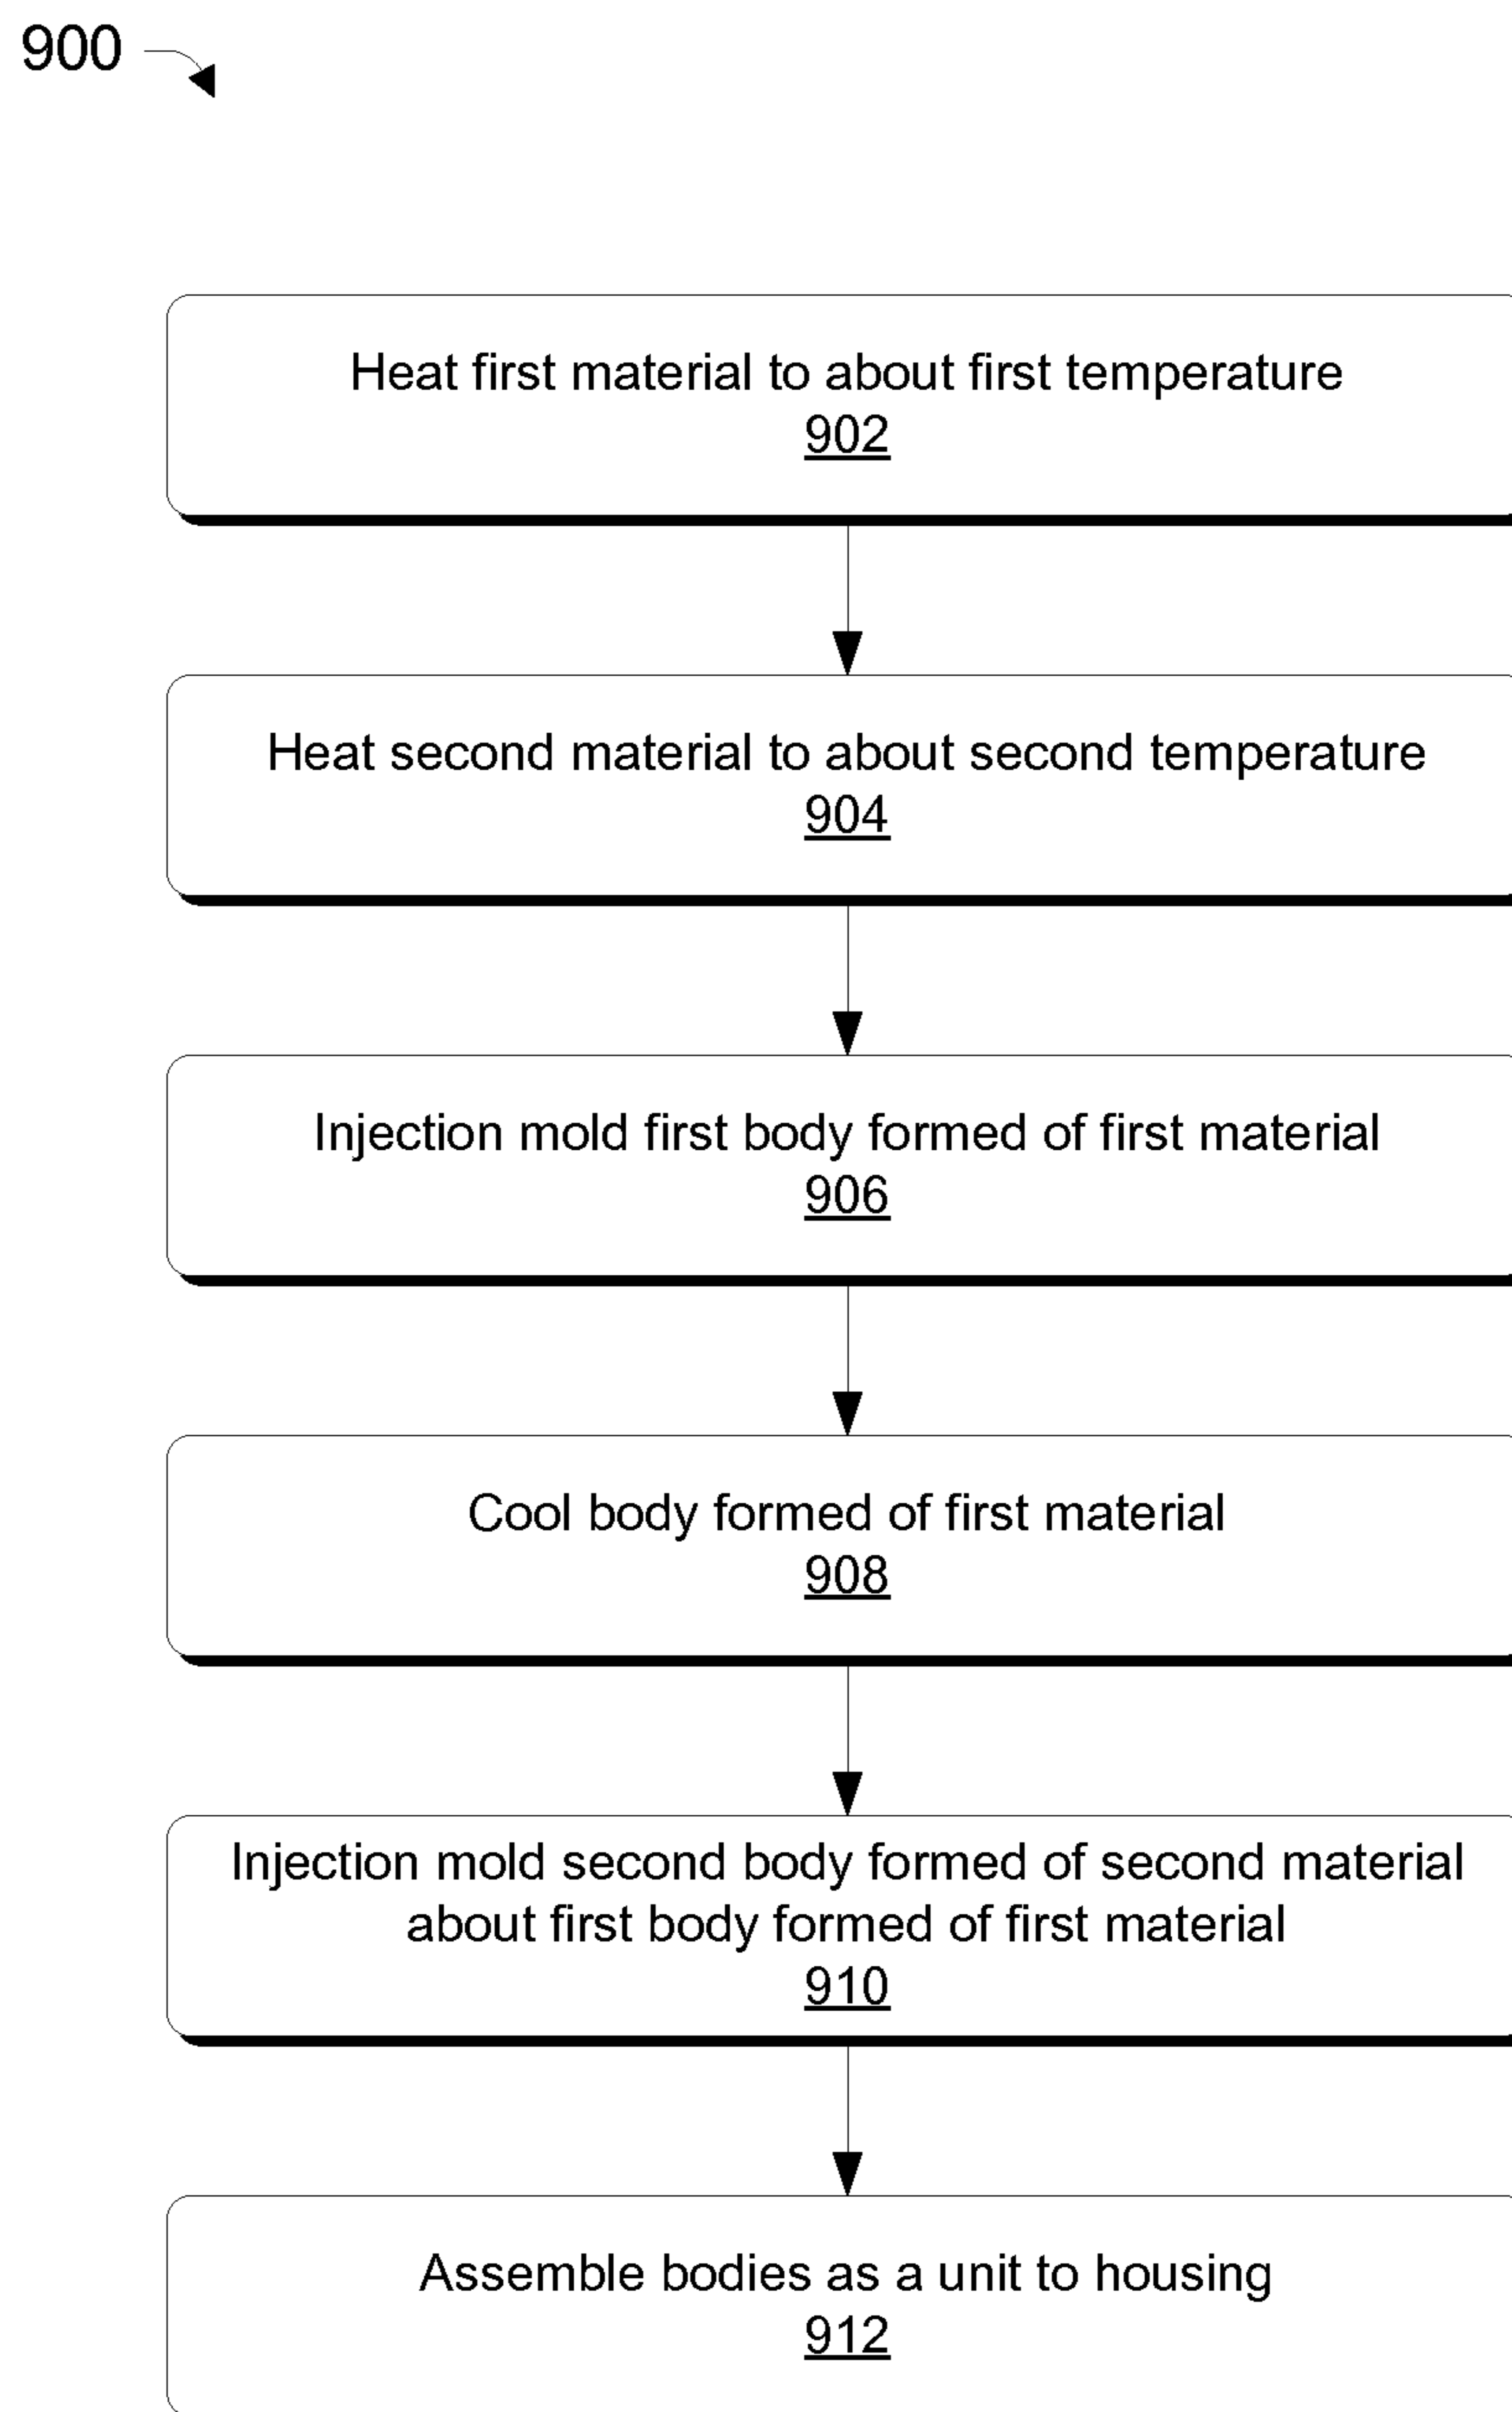 900
Heat first material to about first temperature
902
Heat second material to about second temperature
904
Injection mold first body formed of first material
906
Cool body formed of first material
908
Injection mold second body formed of second material
about first body formed of first material
910
Assemble bodies as a unit to housing
912